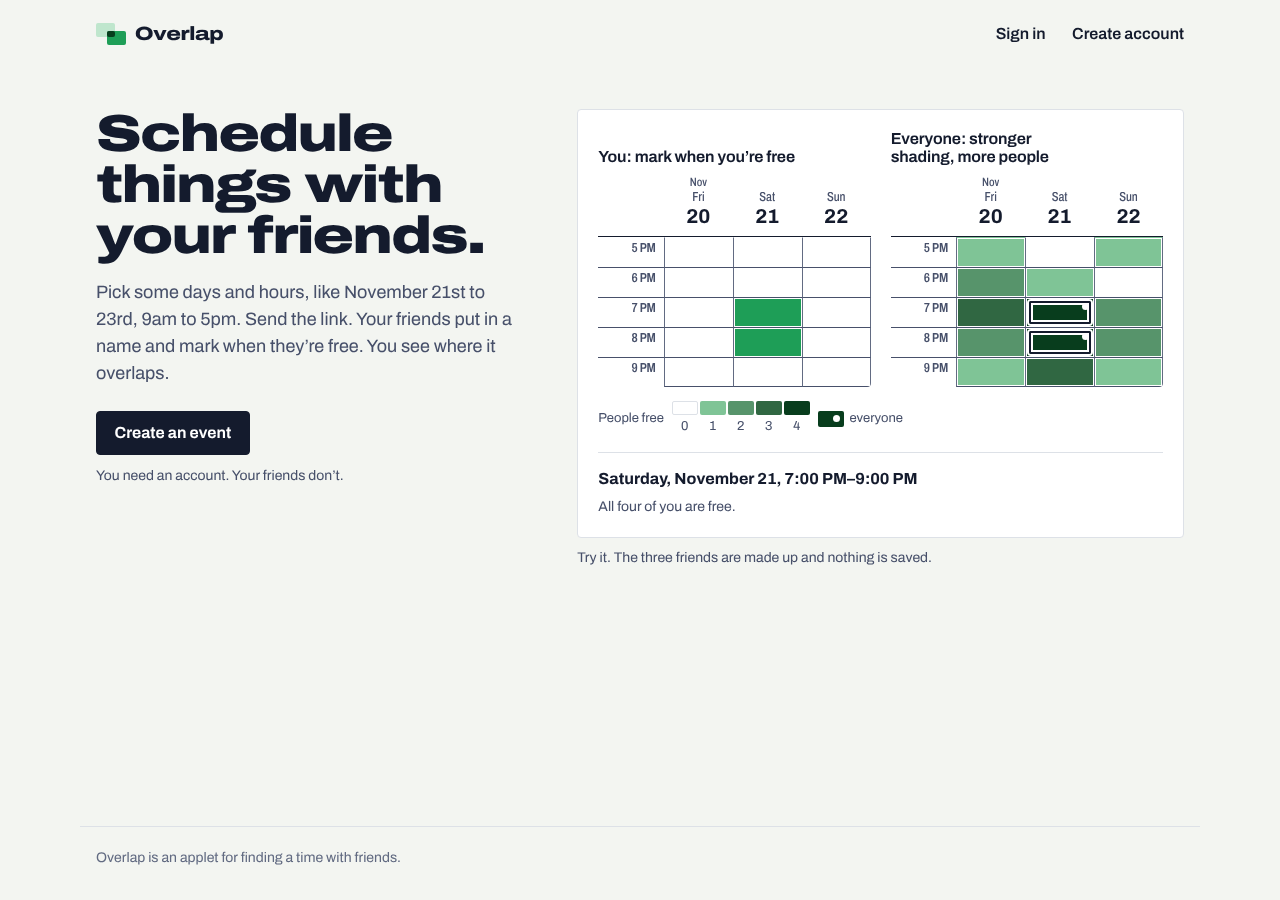 Overlap
Sign in
Create account
Schedule
things with
your friends.
Pick some days and hours, like November 21st to
23rd, 9am to 5pm. Send the link. Your friends put in a
name and mark when they’re free. You see where it
overlaps.
Create an event
You need an account. Your friends don’t.
You: mark when you’re free
Nov
Fri Sat Sun
20 21 22
5 PM
6 PM
7 PM
8 PM
9 PM
Everyone: stronger
shading, more people
Nov
Fri Sat Sun
20 21 22
5 PM
6 PM
7 PM
8 PM
9 PM
People free
0 1 2 3 4
everyone
Saturday, November 21, 7:00 PM–9:00 PM
All four of you are free.
Try it. The three friends are made up and nothing is saved.
Overlap is an applet for finding a time with friends.